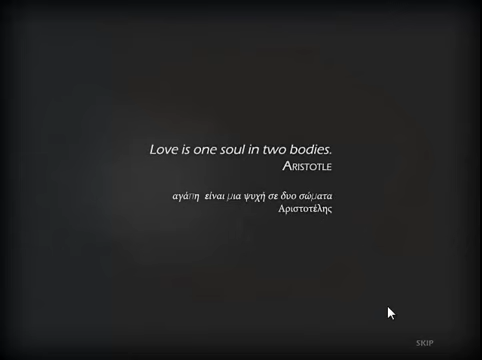 Love is one soul in two bodies.
ARISTOTLE
αγάπη είναι μια ψυχή σε δυο σώματα
Αριστοτέλης
SKIP